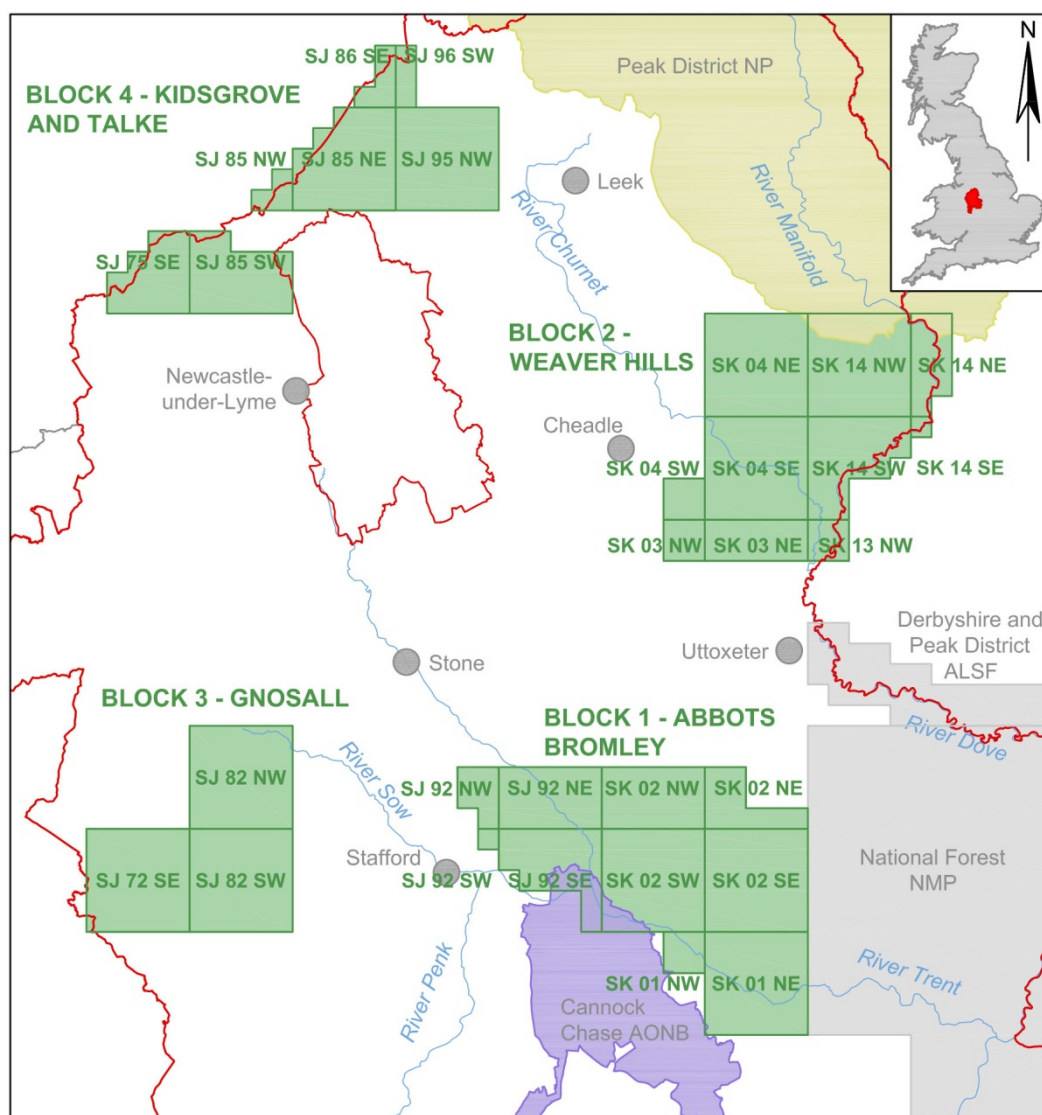 SJ 86 SE
SJ 96 SW
BLOCK 4 - KIDSGROVE
AND TALKE
SJ 85 NW
SJ 85 NE
SJ 95 NW
SJ 75 SE
SJ 85 SW
Peak District NP
N
Leek
River Churnet
River Manifold
BLOCK 2 -
WEAVER HILLS
SK 04 NE
SK 14 NW
SK 14 NE
Newcastle-
under-Lyme
Cheadle
SK 04 SW
SK 04 SE
SK 14 SW
SK 14 SE
SK 03 NW
SK 03 NE
SK 13 NW
Stone
Uttoxeter
Derbyshire and
Peak District
ALSF
River Dove
BLOCK 3 - GNOSALL
BLOCK 1 - ABBOTS
BROMLEY
SJ 82 NW
River Sow
SJ 92 NW
SJ 92 NE
SK 02 NW
SK 02 NE
Stafford
SJ 72 SE
SJ 82 SW
SJ 92 SW
SJ 92 SE
SK 02 SW
SK 02 SE
National Forest
NMP
River Penk
SK 01 NW
SK 01 NE
River Trent
Cannock
Chase AONB